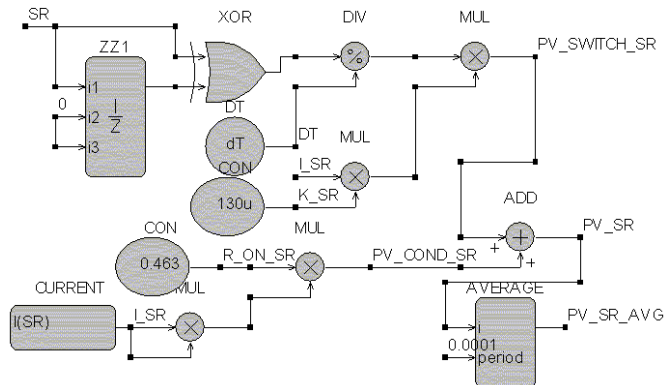 SR
XOR
DIV
MUL
ZZ1
PV_SWITCH_SR
i1
0
i2
I
Z
i3
DT
dT
DT
MUL
CON
I_SR
130u
K_SR
ADD
CON
MUL
PV_SR
0.463
R_ON_SR
PV_COND_SR
CURRENT
MUL
AVERAGE
I(SR)
I_SR
i
PV_SR_AVG
0.0001
period